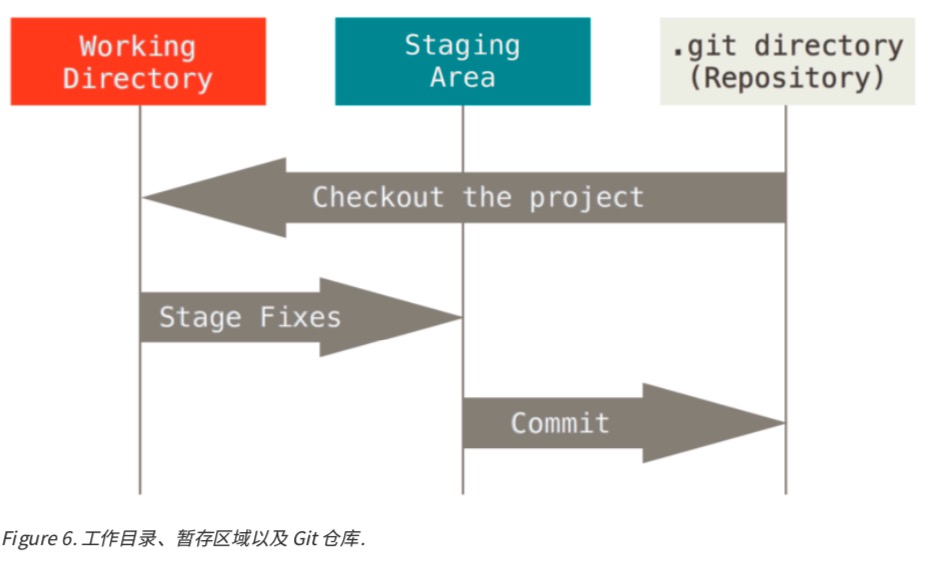 Working
Directory
Staging
Area
.git directory
(Repository)
Checkout the project
Stage Fixes
Commit
Figure 6. 工作目录、暂存区域以及 Git 仓库.